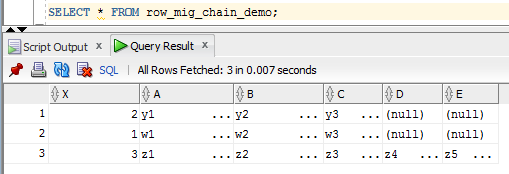 SELECT * FROM row_mig_chain_demo;
Script Output × Query Result ×
SQL | All Rows Fetched: 3 in 0.007 seconds
X A B C D E
1 2 y1 ... y2 ... y3 ... (null) (null)
2 1 w1 ... w2 ... w3 ... (null) (null)
3 3 z1 ... z2 ... z3 ... z4 ... z5 ...